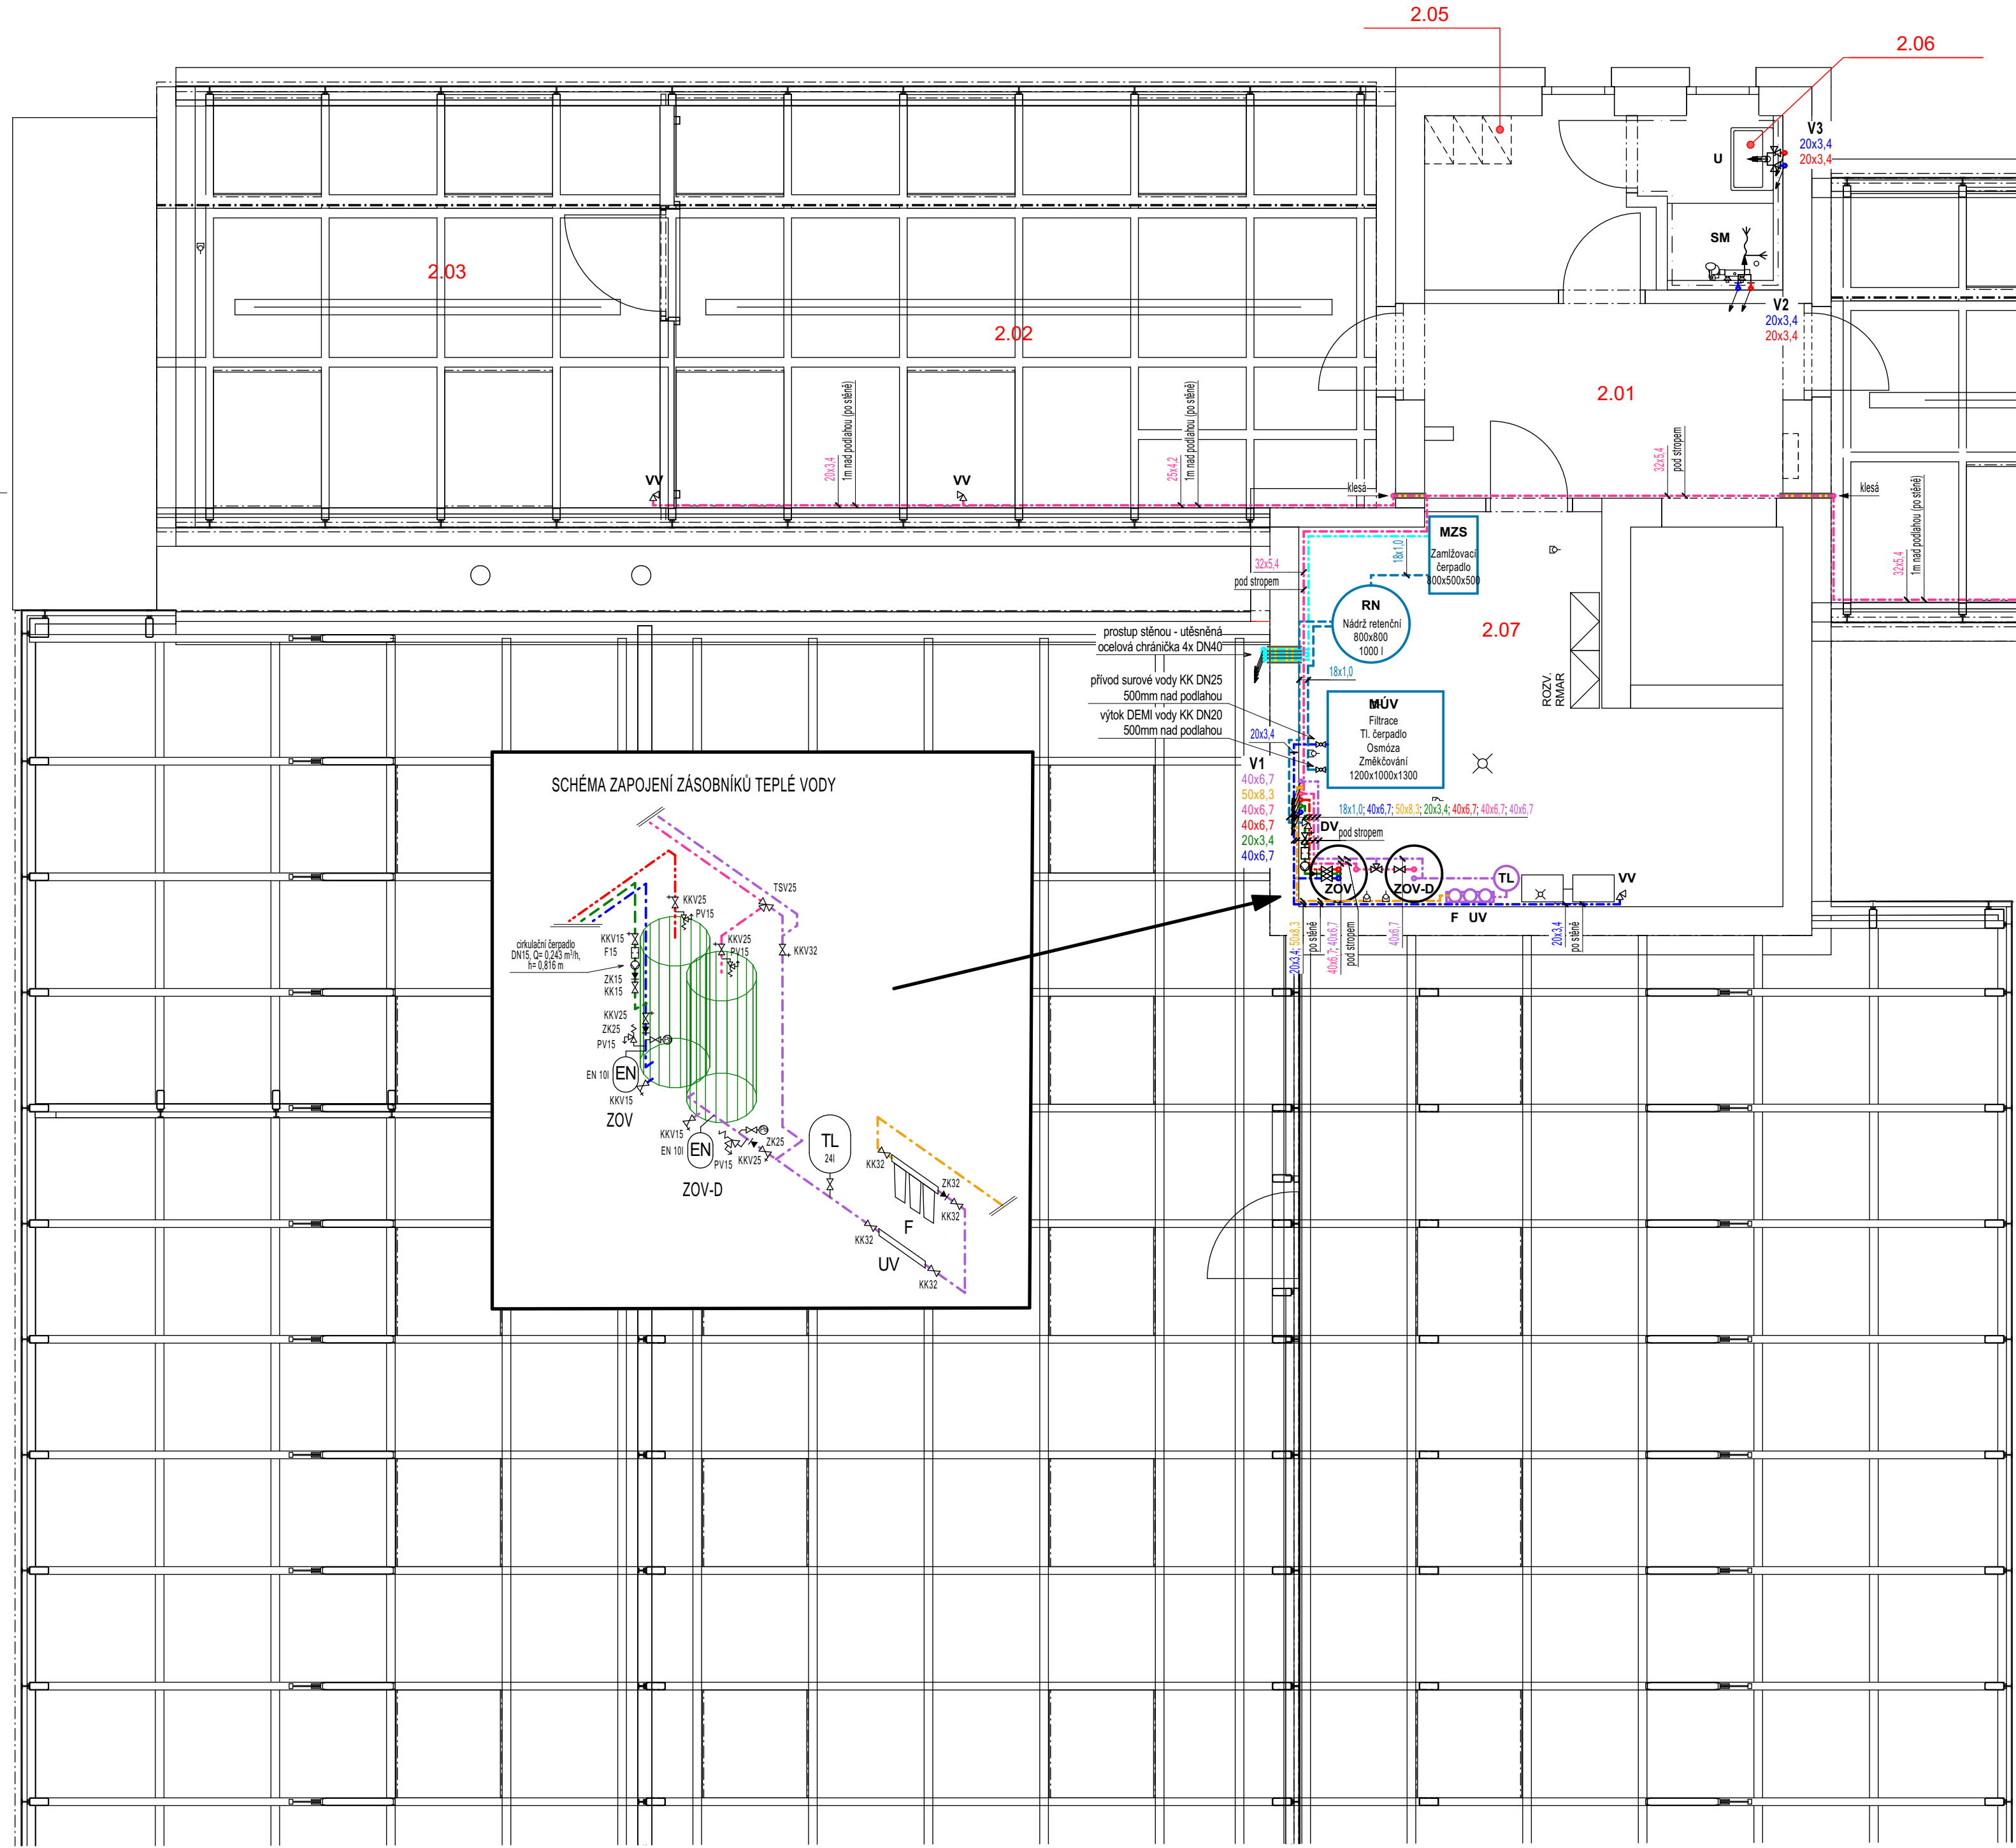 2.05
2.06
V3
20x3,4
20x3,4
U
SM
V2
20x3,4
20x3,4
2.03
2.02
2.01
VV
20x3,4
1m nad podlahou (po stěně)
VV
25x4,2
1m nad podlahou (po stěně)
klesá
32x5,4
pod stropem
klesá
32x5,4
1m nad podlahou (po stěně)
32x5,4
pod stropem
18x1,0
MZS
Zamlžovací
čerpadlo
800x500x500
RN
Nádrž retenční
800x800
1000 l
2.07
ROZV.
RMAR
prostup stěnou - utěsněná
ocelová chránička 4x DN40
18x1,0
přívod surové vody KK DN25
500mm nad podlahou
výtok DEMI vody KK DN20
500mm nad podlahou
20x3,4
MÚV
Filtrace
Tl. čerpadlo
Osmóza
Změkčování
1200x1000x1300
V1
40x6,7
50x8,3
40x6,7
40x6,7
20x3,4
40x6,7
18x1,0; 40x6,7; 50x8,3; 20x3,4; 40x6,7; 40x6,7; 40x6,7
DV
pod stropem
ZOV
ZOV-D
TL
VV
F UV
20x3,4; 50x8,3
po stěně
40x6,7; 40x6,7
pod stropem
40x6,7
20x3,4
po stěně
SCHÉMA ZAPOJENÍ ZÁSOBNÍKŮ TEPLÉ VODY
TSV25
KKV25
PV15
KKV15
F15
cirkulační čerpadlo
DN15, Q= 0,243 m³/h,
h= 0,816 m
ZK15
KK15
KKV25
PV15
KKV32
KKV25
ZK25
PV15
EN 10l
EN
KKV15
ZOV
KKV15
EN 10l
EN
PV15
KKV25
ZK25
ZOV-D
TL
24l
KK32
ZK32
KK32
F
KK32
UV
KK32